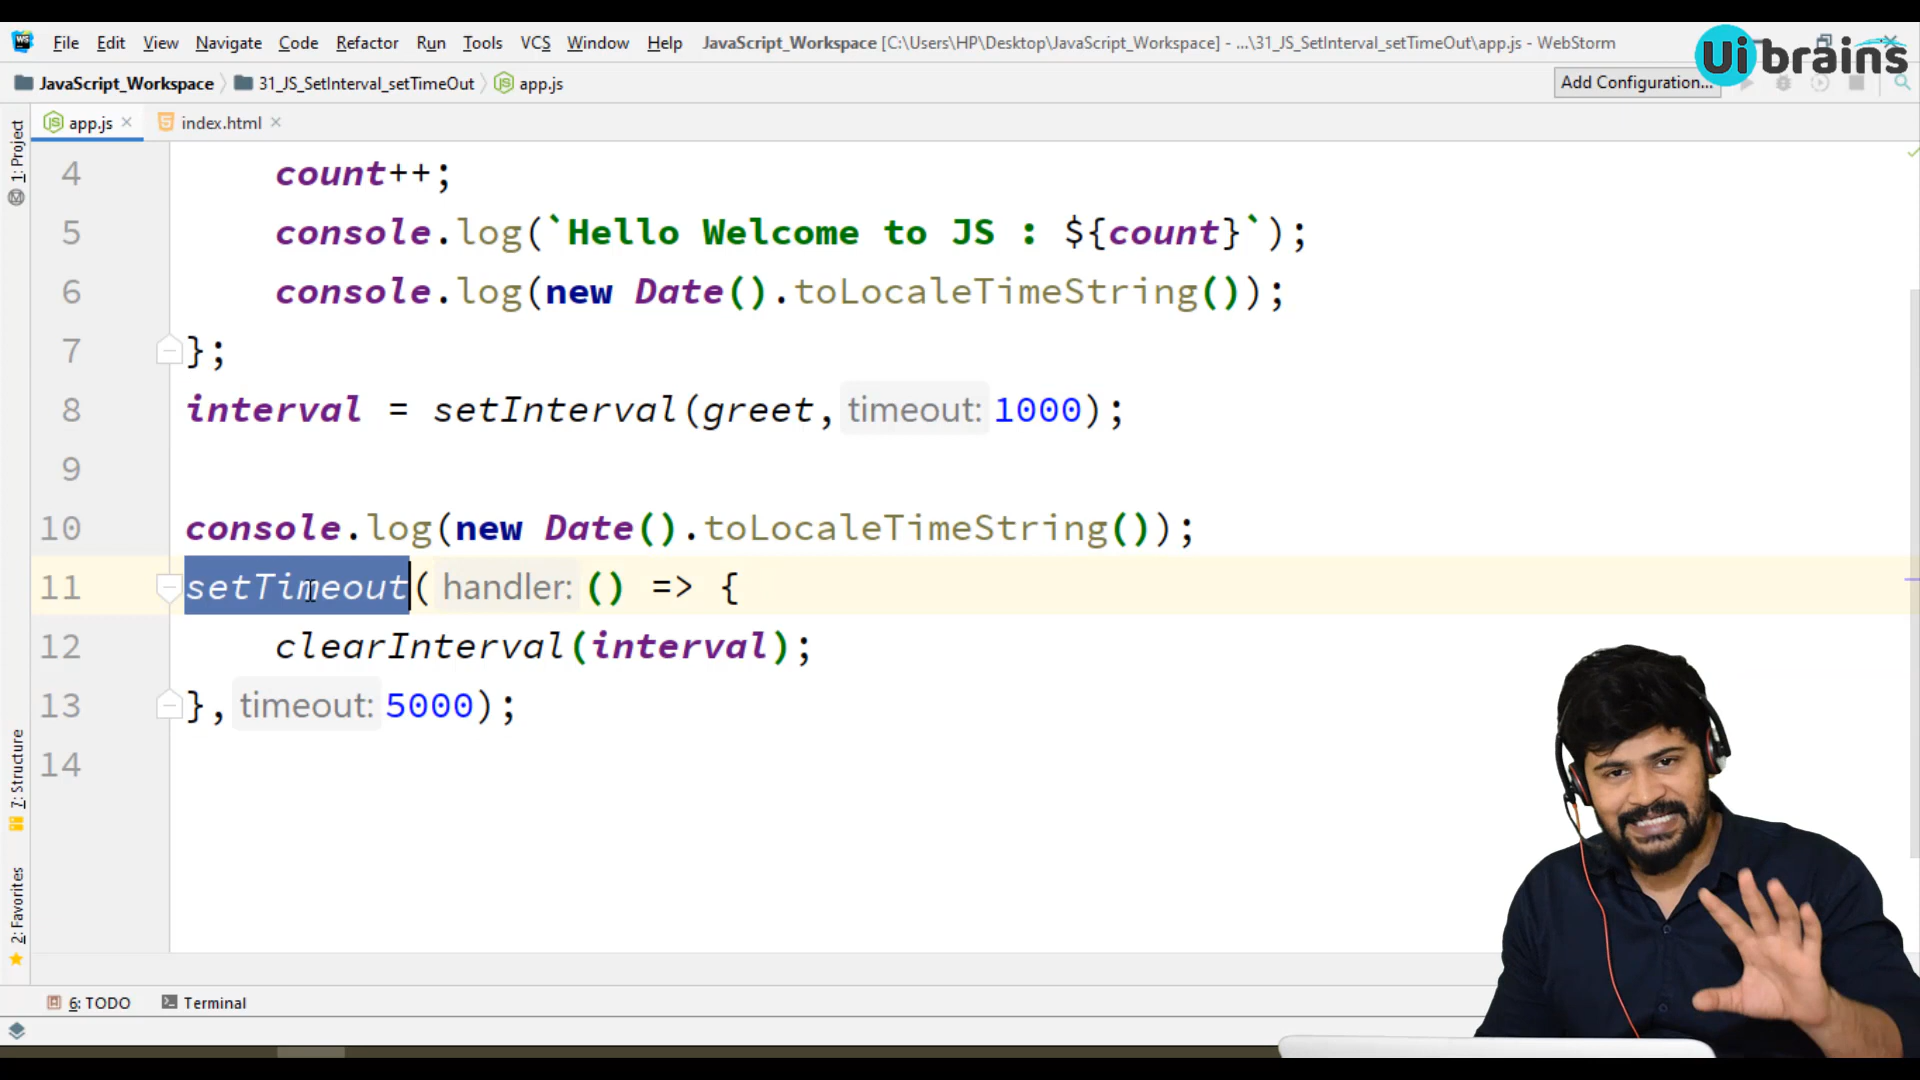 File Edit View Navigate Code Refactor Run Tools VCS Window Help JavaScript_Workspace [C:\Users\HP\Desktop\JavaScript_Workspace] - ...\31_JS_SetInterval_setTimeOut\app.js - WebStorm
Ui brains
JavaScript_Workspace 31_JS_SetInterval_setTimeOut app.js Add Configuration...
app.js index.html
1: Project
7: Structure
2: Favorites
4 count++;
5 console.log(`Hello Welcome to JS : ${count}`);
6 console.log(new Date().toLocaleTimeString());
7 };
8 interval = setInterval(greet, timeout: 1000);
9
10 console.log(new Date().toLocaleTimeString());
11 setTimeout( handler: () => {
12 clearInterval(interval);
13 }, timeout: 5000);
14
6: TODO Terminal